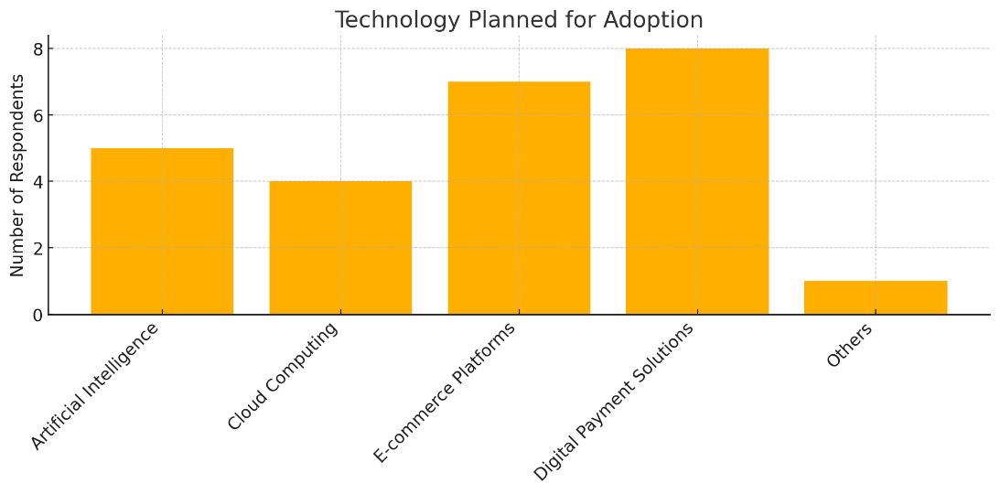 Technology Planned for Adoption
Number of Respondents
8
6
4
2
0
Artificial Intelligence
Cloud Computing
E-commerce Platforms
Digital Payment Solutions
Others